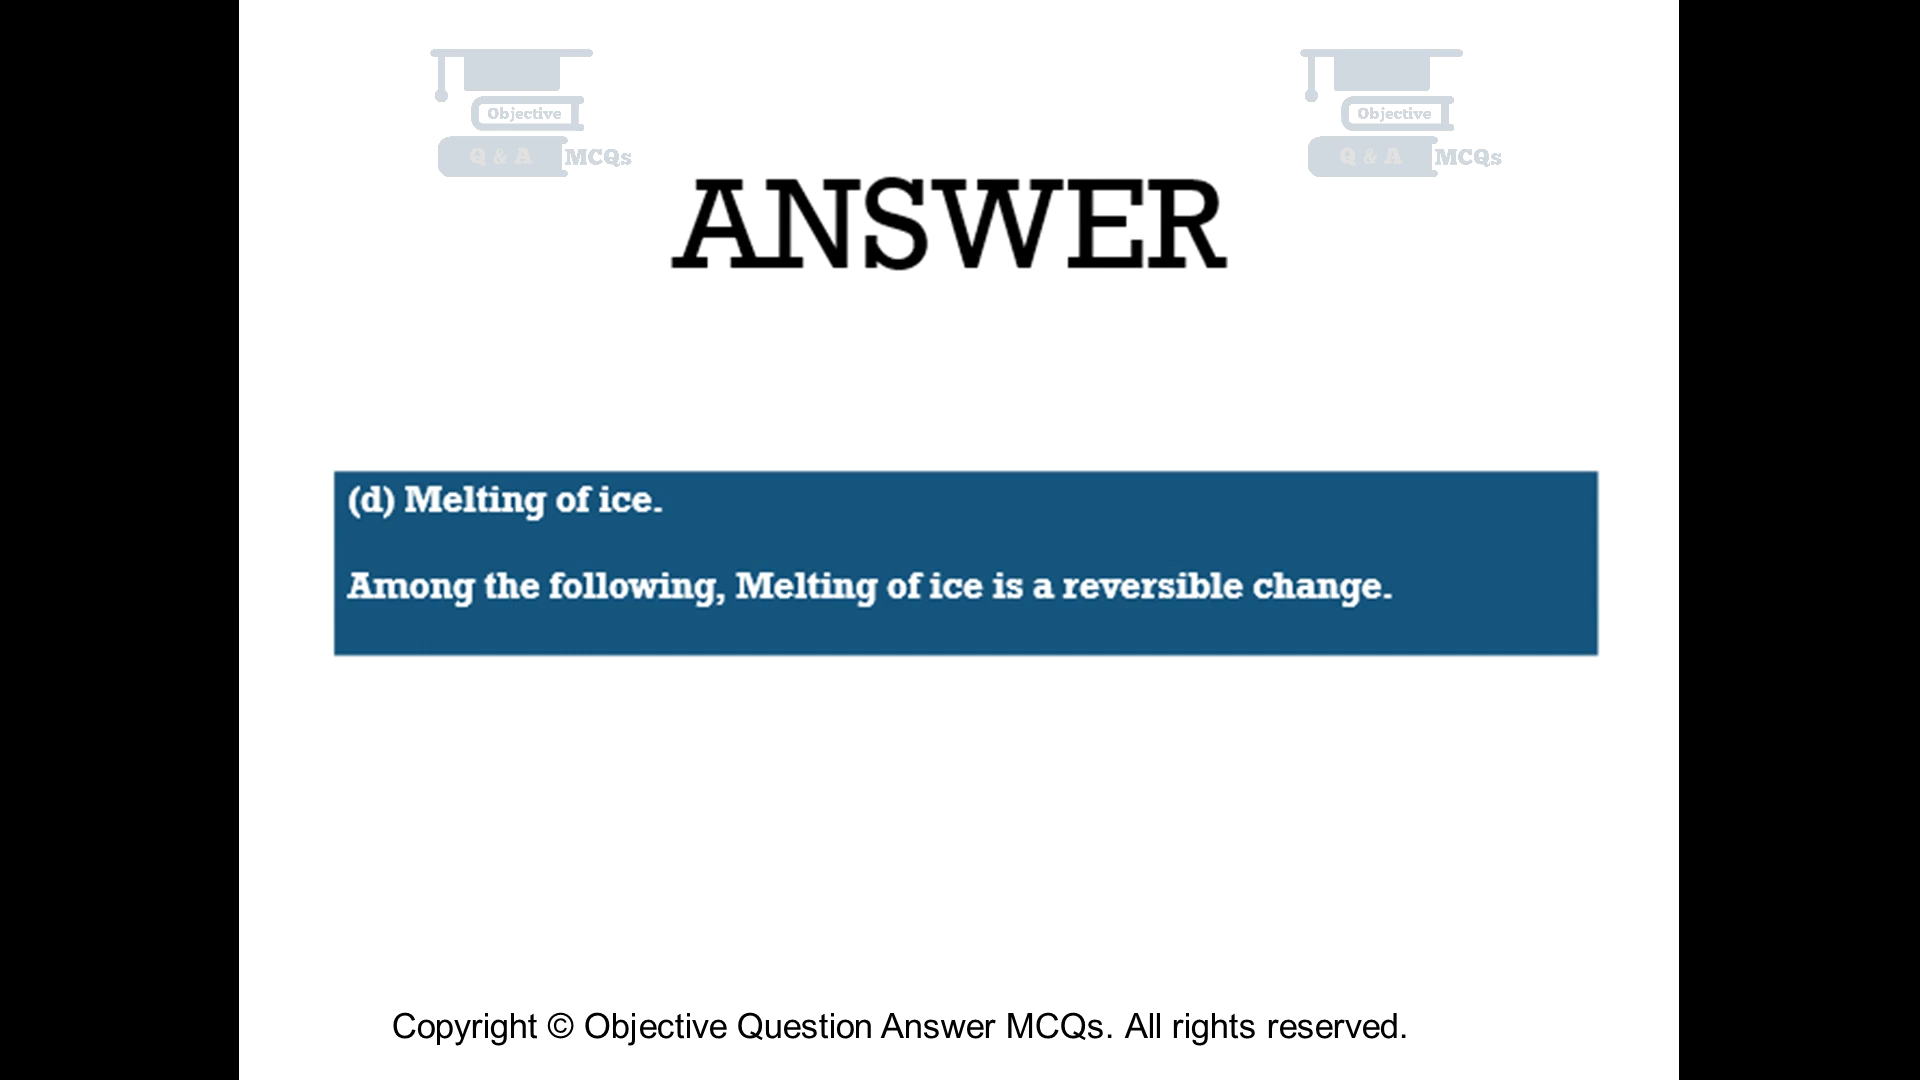 Objective
Q & A MCQs
Objective
Q & A MCQs
ANSWER
(d) Melting of ice.
Among the following, Melting of ice is a reversible change.
Copyright © Objective Question Answer MCQs. All rights reserved.